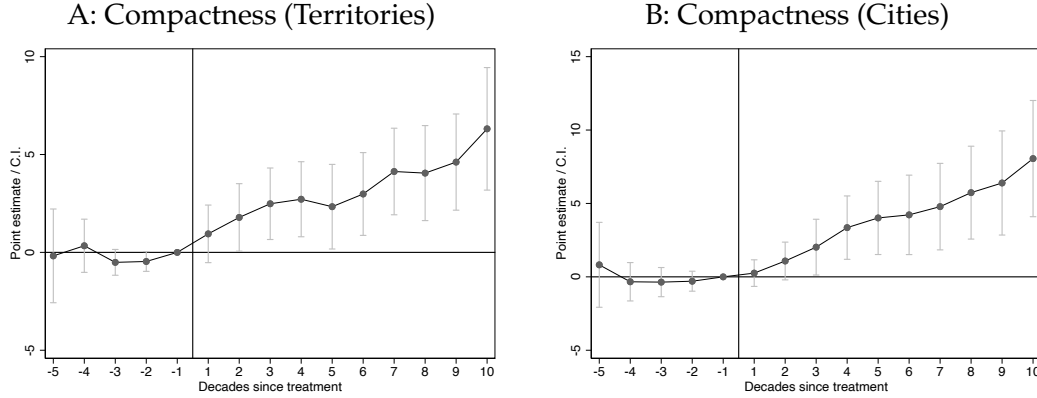 A: Compactness (Territories)
B: Compactness (Cities)
Point estimate / C.I.
10
5
0
-5
-5 -4 -3 -2 -1 1 2 3 4 5 6 7 8 9 10
Decades since treatment
Point estimate / C.I.
15
10
5
0
-5
-5 -4 -3 -2 -1 1 2 3 4 5 6 7 8 9 10
Decades since treatment